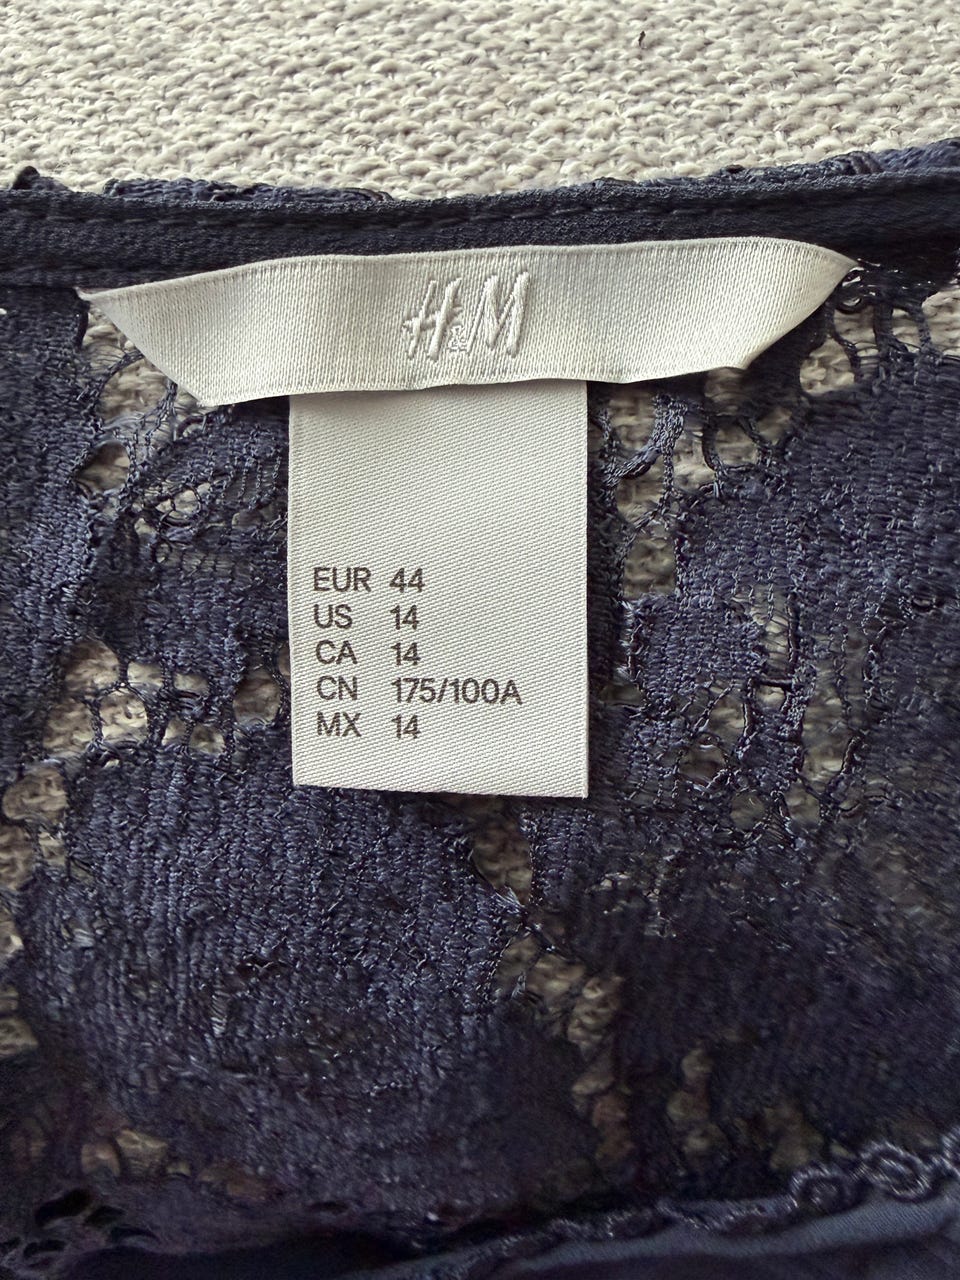 H&M
EUR 44
US 14
CA 14
CN 175/100A
MX 14